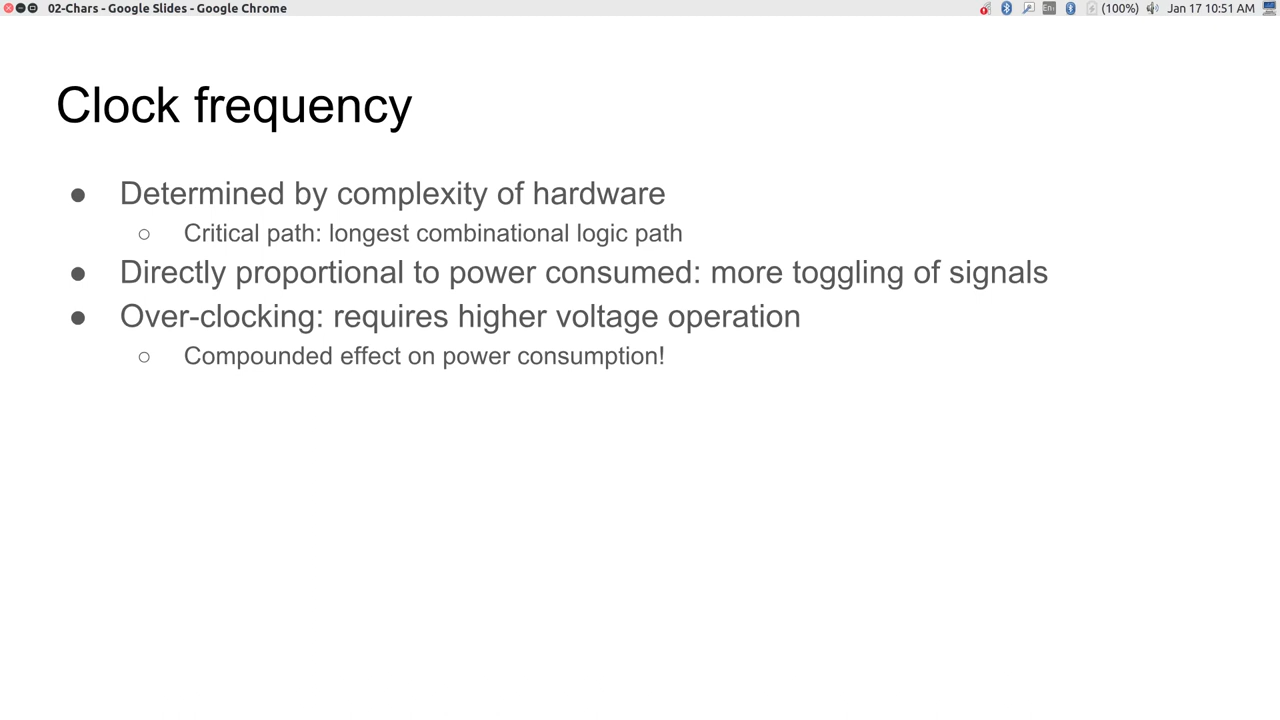 02-Chars - Google Slides - Google Chrome
En
(100%)
Jan 17 10:51 AM
Clock frequency
● Determined by complexity of hardware
○ Critical path: longest combinational logic path
● Directly proportional to power consumed: more toggling of signals
● Over-clocking: requires higher voltage operation
○ Compounded effect on power consumption!